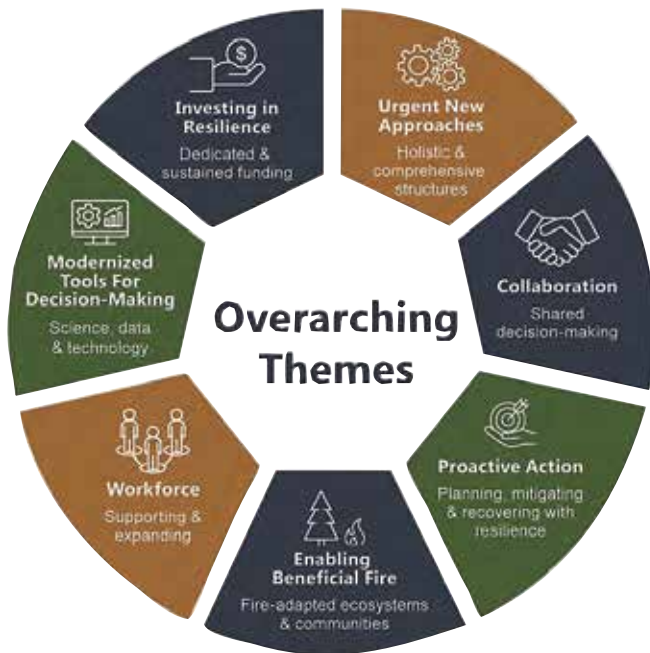 Urgent New
Approaches
Holistic &
comprehensive
structures
Collaboration
Shared
decision-making
Proactive Action
Planning, mitigating
& recovering with
resilience
Enabling
Beneficial Fire
Fire-adapted ecosystems
& communities
Workforce
Supporting &
expanding
Modernized
Tools For
Decision-Making
Science, data
& technology
$
Investing in
Resilience
Dedicated &
sustained funding
Overarching
Themes